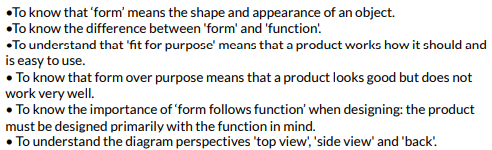 •To know that ‘form’ means the shape and appearance of an object.
•To know the difference between 'form' and 'function'.
•To understand that 'fit for purpose' means that a product works how it should and
is easy to use.
• To know that form over purpose means that a product looks good but does not
work very well.
• To know the importance of ‘form follows function’ when designing: the product
must be designed primarily with the function in mind.
• To understand the diagram perspectives 'top view', 'side view' and 'back'.